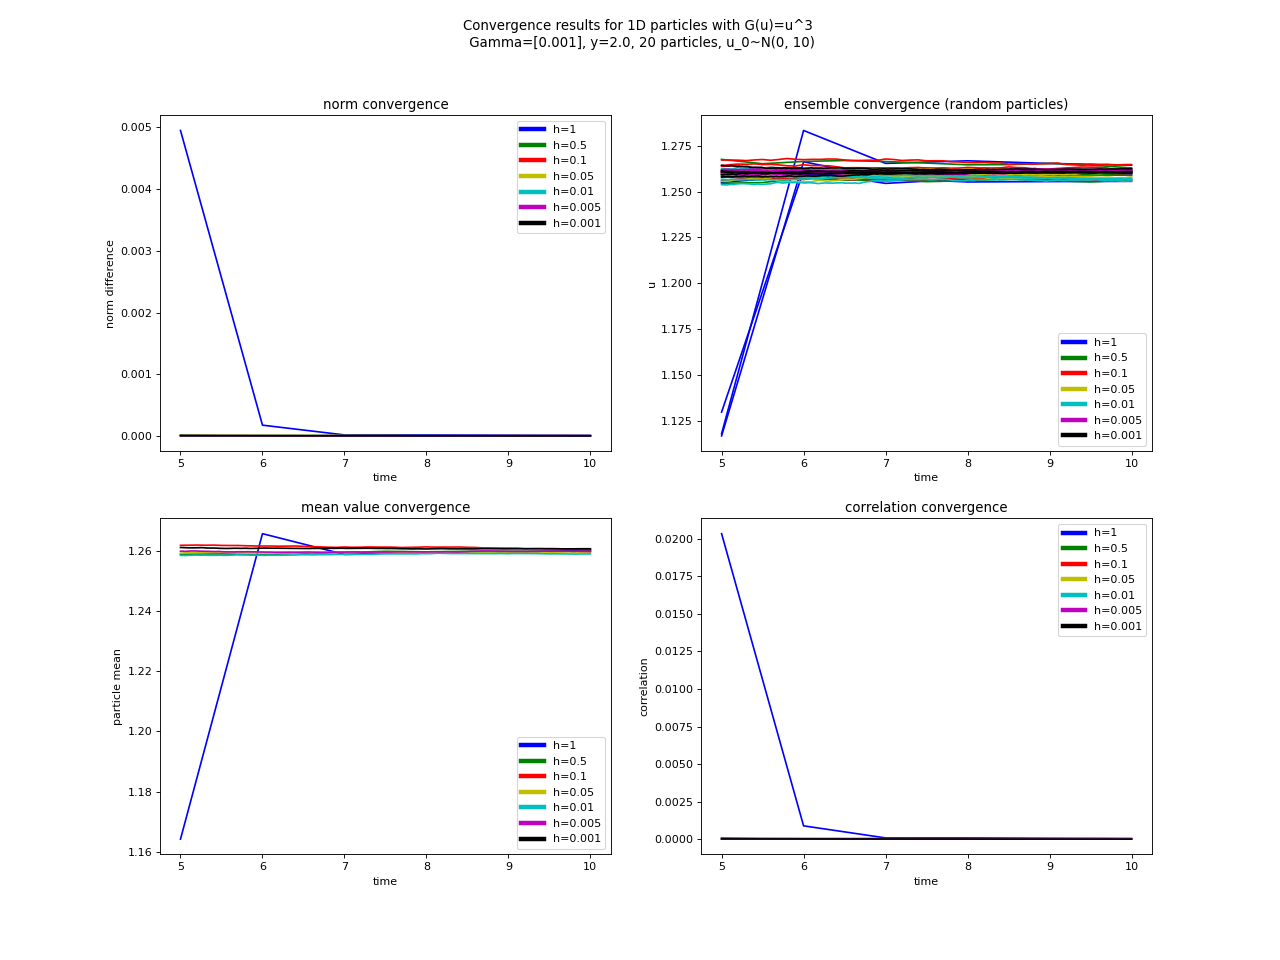 Convergence results for 1D particles with G(u)=u^3
Gamma=[0.001], y=2.0, 20 particles, u_0~N(0, 10)
norm convergence
norm difference
0.005
0.004
0.003
0.002
0.001
0.000
h=1
h=0.5
h=0.1
h=0.05
h=0.01
h=0.005
h=0.001
5 6 7 8 9 10
time
ensemble convergence (random particles)
u
1.275
1.250
1.225
1.200
1.175
1.150
1.125
h=1
h=0.5
h=0.1
h=0.05
h=0.01
h=0.005
h=0.001
5 6 7 8 9 10
time
mean value convergence
particle mean
1.26
1.24
1.22
1.20
1.18
1.16
h=1
h=0.5
h=0.1
h=0.05
h=0.01
h=0.005
h=0.001
5 6 7 8 9 10
time
correlation convergence
correlation
0.0200
0.0175
0.0150
0.0125
0.0100
0.0075
0.0050
0.0025
0.0000
h=1
h=0.5
h=0.1
h=0.05
h=0.01
h=0.005
h=0.001
5 6 7 8 9 10
time